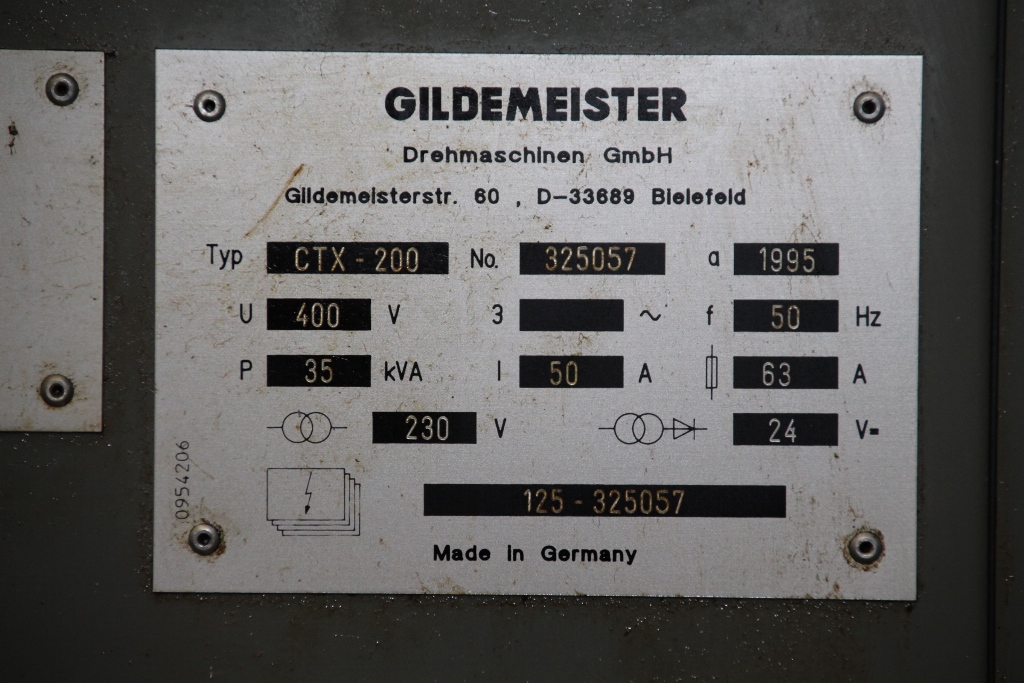 GILDEMEISTER
Drehmaschinen GmbH
Gildemeisterstr. 60 , D-33689 Bielefeld
Typ CTX - 200 No. 325057 a 1995
U 400 V 3 ~ f 50 Hz
P 35 kVA I 50 A 63 A
230 V 24 V=
125 - 325057
Made in Germany
0954206